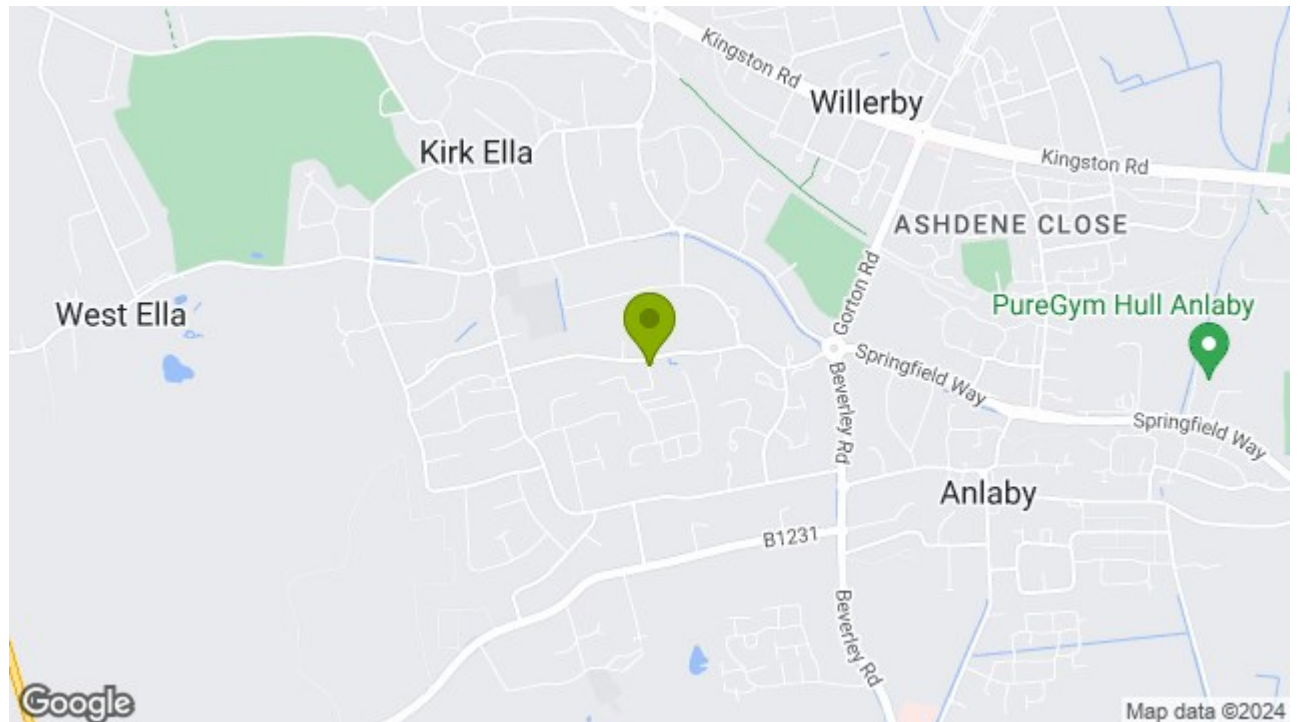 Kingston Rd
Willerby
Kirk Ella
Kingston Rd
ASHDENE CLOSE
Gorton Rd
West Ella
PureGym Hull Anlaby
Springfield Way
Beverley Rd
Springfield Way
Anlaby
B1231
Beverley Rd
Google
Map data ©2024